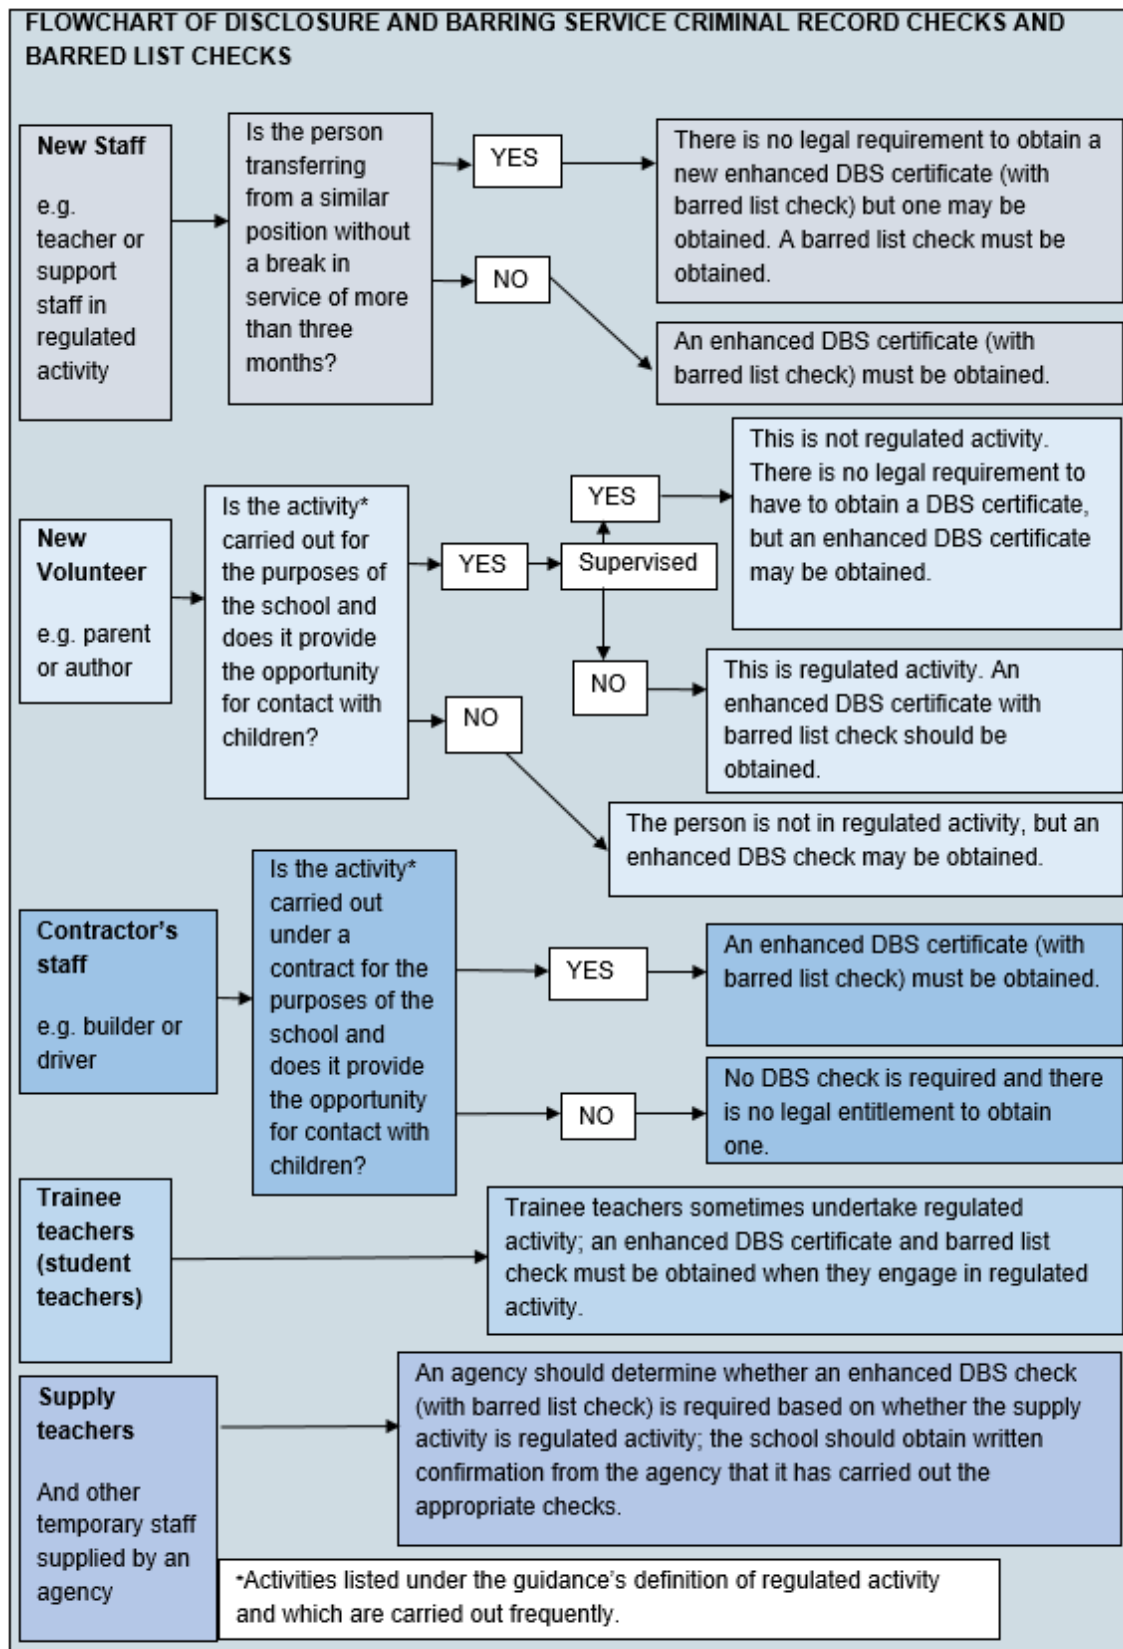 FLOWCHART OF DISCLOSURE AND BARRING SERVICE CRIMINAL RECORD CHECKS AND
BARRED LIST CHECKS
New Staff
e.g.
teacher or
support
staff in
regulated
activity
Is the person
transferring
from a similar
position without
a break in
service of more
than three
months?
YES
There is no legal requirement to obtain a
new enhanced DBS certificate (with
barred list check) but one may be
obtained. A barred list check must be
obtained.
NO
An enhanced DBS certificate (with
barred list check) must be obtained.
New
Volunteer
e.g. parent
or author
Is the activity*
carried out for
the purposes of
the school and
does it provide
the opportunity
for contact with
children?
YES
Supervised
YES
This is not regulated activity.
There is no legal requirement to
have to obtain a DBS certificate,
but an enhanced DBS certificate
may be obtained.
NO
This is regulated activity. An
enhanced DBS certificate with
barred list check should be
obtained.
NO
The person is not in regulated activity, but an
enhanced DBS check may be obtained.
Contractor's
staff
e.g. builder or
driver
Is the activity*
carried out
under a
contract for the
purposes of the
school and
does it provide
the opportunity
for contact with
children?
YES
An enhanced DBS certificate (with
barred list check) must be obtained.
NO
No DBS check is required and there
is no legal entitlement to obtain
one.
Trainee
teachers
(student
teachers)
Trainee teachers sometimes undertake regulated
activity; an enhanced DBS certificate and barred list
check must be obtained when they engage in regulated
activity.
Supply
teachers
And other
temporary staff
supplied by an
agency
An agency should determine whether an enhanced DBS check
(with barred list check) is required based on whether the supply
activity is regulated activity; the school should obtain written
confirmation from the agency that it has carried out the
appropriate checks.
*Activities listed under the guidance's definition of regulated activity
and which are carried out frequently.